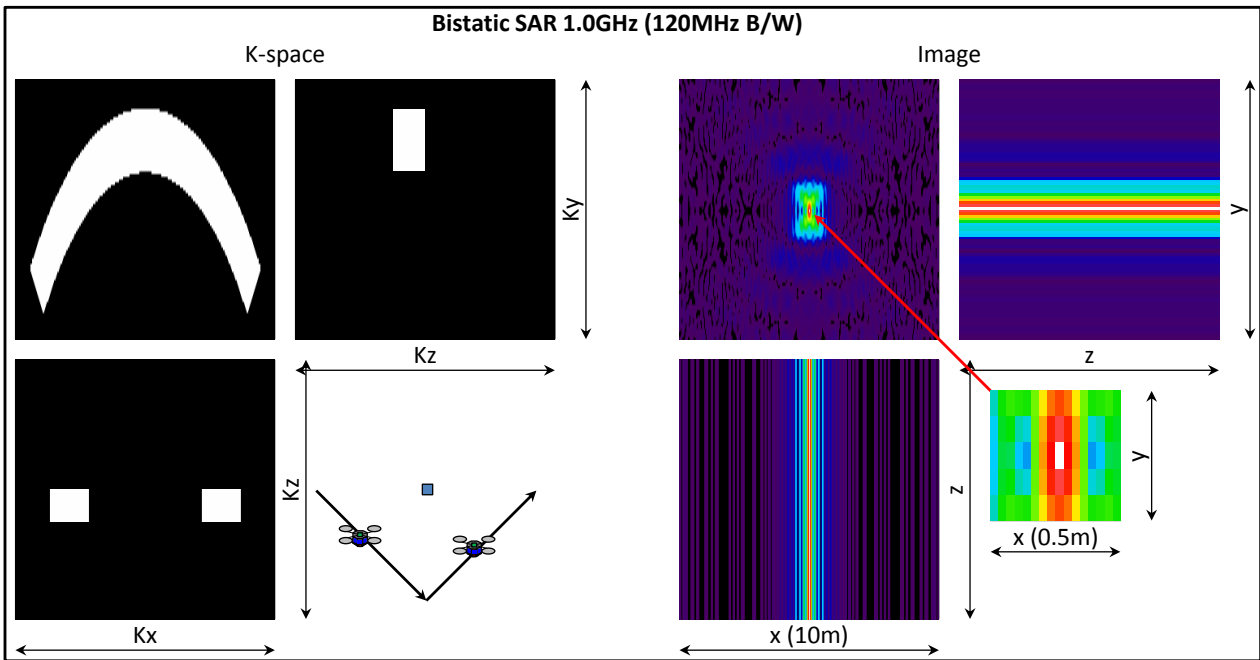 Bistatic SAR 1.0GHz (120MHz B/W)
K-space
Image
Ky
y
Kz
z
Kz
z
y
x (0.5m)
Kx
x (10m)